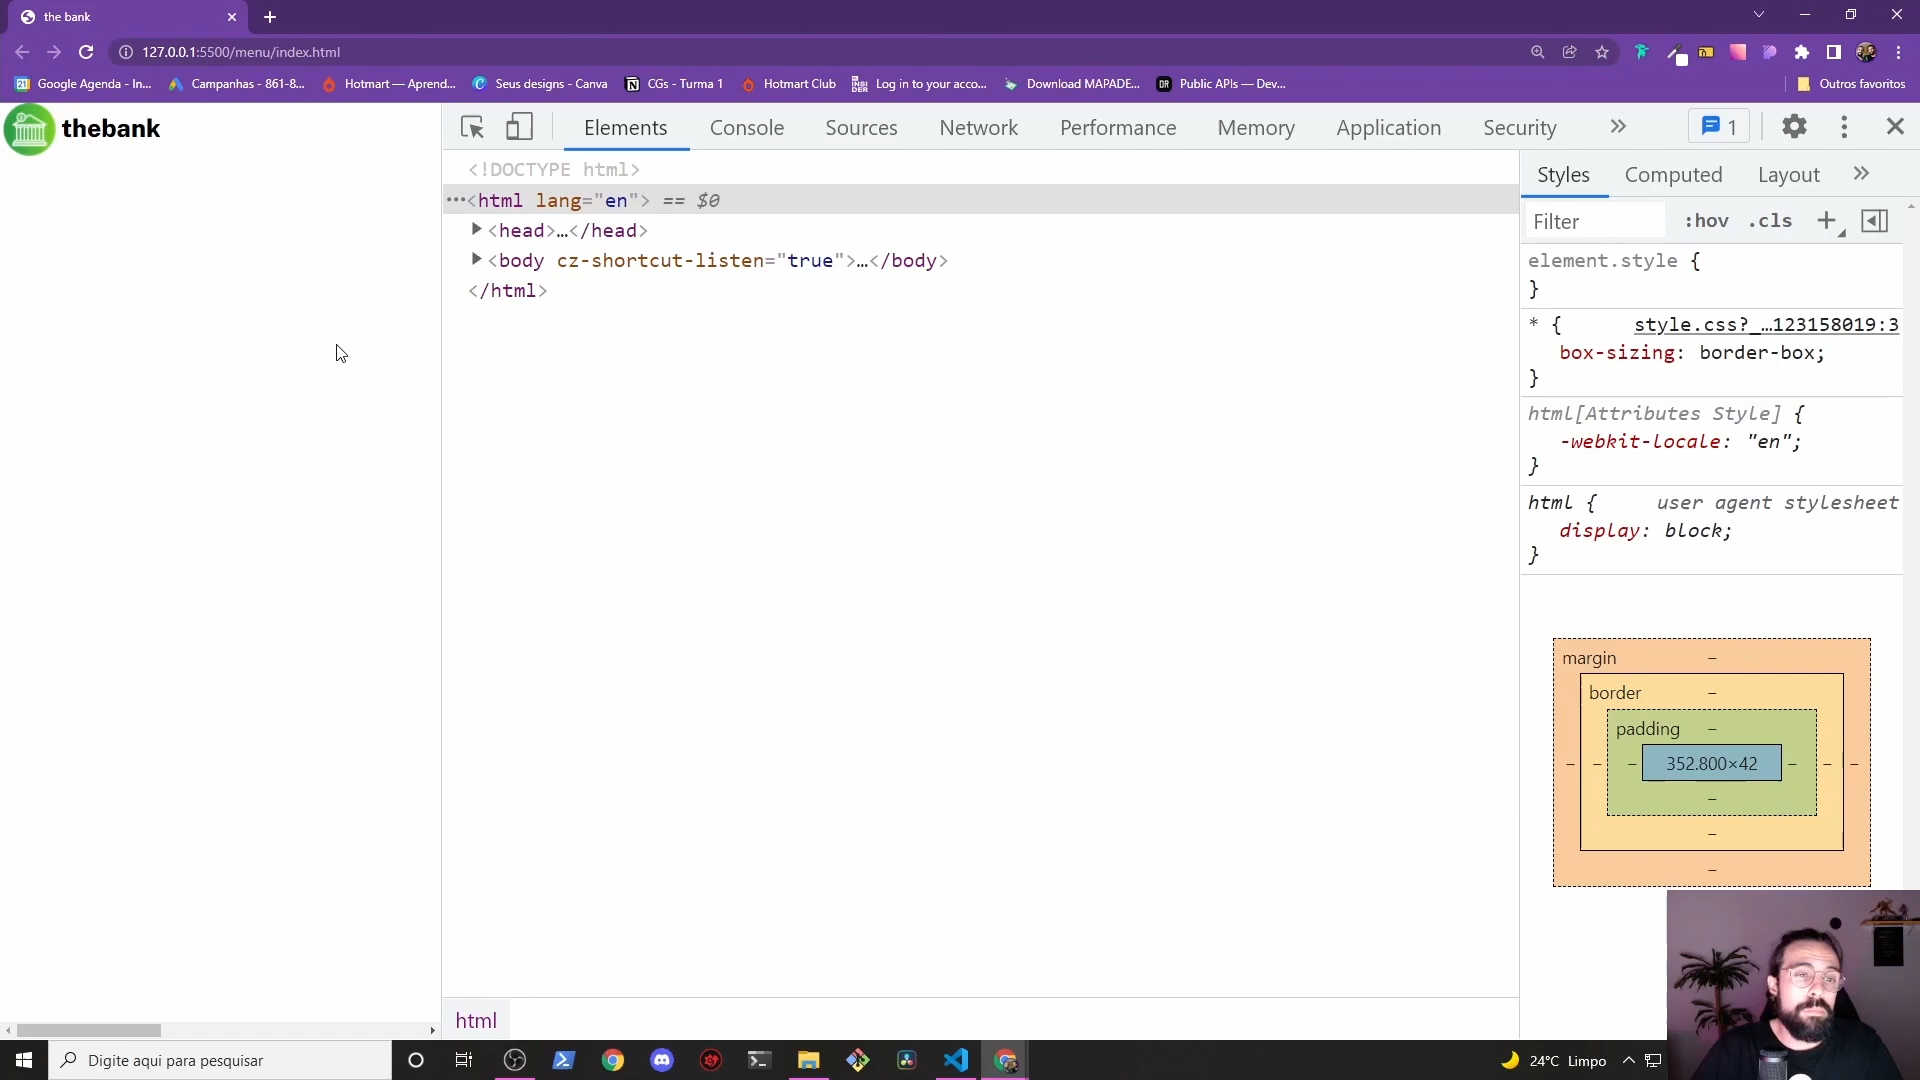 the bank
127.0.0.1:5500/menu/index.html
21 Google Agenda - In... Campanhas - 861-8... Hotmart — Aprend... Seus designs - Canva CGs - Turma 1 Hotmart Club Log in to your acco... Download MAPADE... DR Public APIs — Dev... Outros favoritos
thebank
Elements Console Sources Network Performance Memory Application Security 1
<!DOCTYPE html>
<html lang="en"> == $0
<head>…</head>
<body cz-shortcut-listen="true">…</body>
</html>
html
Styles Computed Layout
Filter :hov .cls
element.style {
}
* { style.css?_…123158019:3
box-sizing: border-box;
}
html[Attributes Style] {
-webkit-locale: "en";
}
html { user agent stylesheet
display: block;
}
margin –
border –
padding –
– – – 352.800×42 – – –
–
–
–
Digite aqui para pesquisar
24°C Limpo